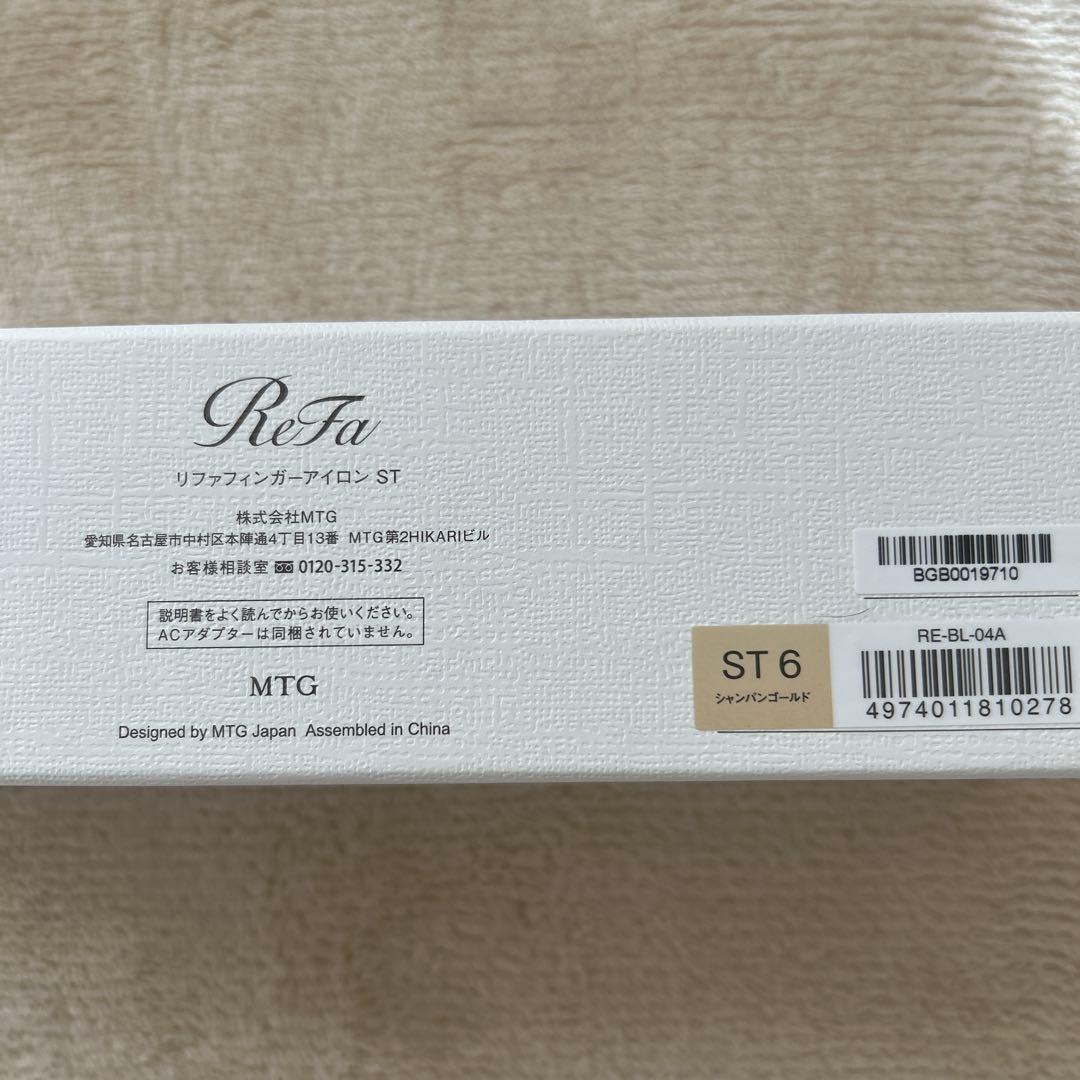 ReFa
リファフィンガーアイロン ST
株式会社MTG
愛知県名古屋市中村区本陣通4丁目13番 MTG第2HIKARIビル
お客様相談室 0120-315-332
説明書をよく読んでからお使いください。
ACアダプターは同梱されていません。
MTG
Designed by MTG Japan Assembled in China
BGB0019710
ST 6
シャンパンゴールド
RE-BL-04A
4974011810278